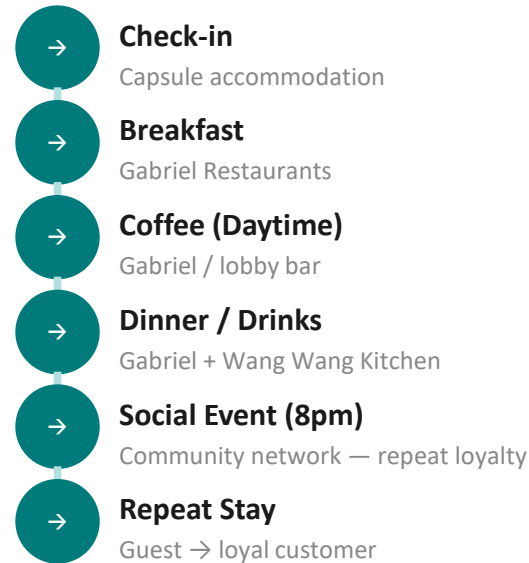 →
Check-in
Capsule accommodation
→
Breakfast
Gabriel Restaurants
→
Coffee (Daytime)
Gabriel / lobby bar
→
Dinner / Drinks
Gabriel + Wang Wang Kitchen
→
Social Event (8pm)
Community network — repeat loyalty
→
Repeat Stay
Guest → loyal customer